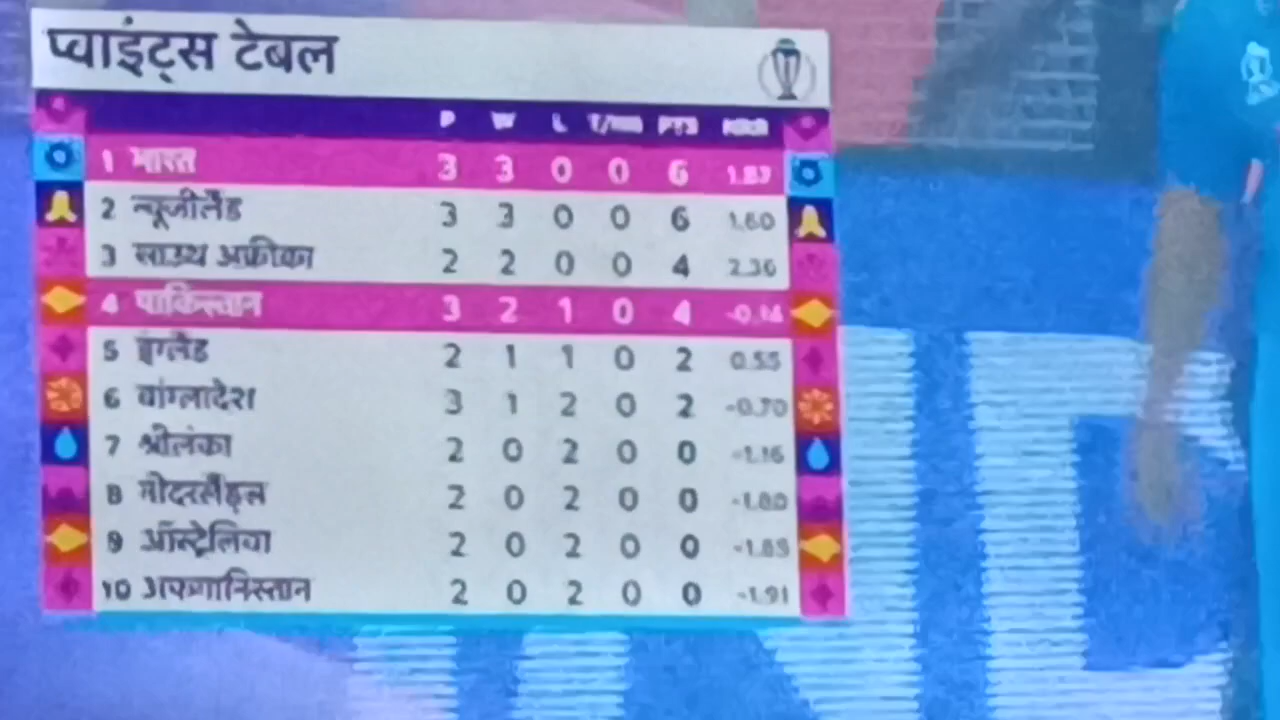 प्वाइंट्स टेबल
P W L T/NR PTS NRR
1 भारत 3 3 0 0 6 1.82
2 न्यूजीलैंड 3 3 0 0 6 1.60
3 साउथ अफ्रीका 2 2 0 0 4 2.36
4 पाकिस्तान 3 2 1 0 4 -0.14
5 इंग्लैंड 2 1 1 0 2 0.55
6 बांग्लादेश 3 1 2 0 2 -0.70
7 श्रीलंका 2 0 2 0 0 -1.16
8 नीदरलैंड्स 2 0 2 0 0 -1.80
9 ऑस्ट्रेलिया 2 0 2 0 0 -1.85
10 अफगानिस्तान 2 0 2 0 0 -1.91